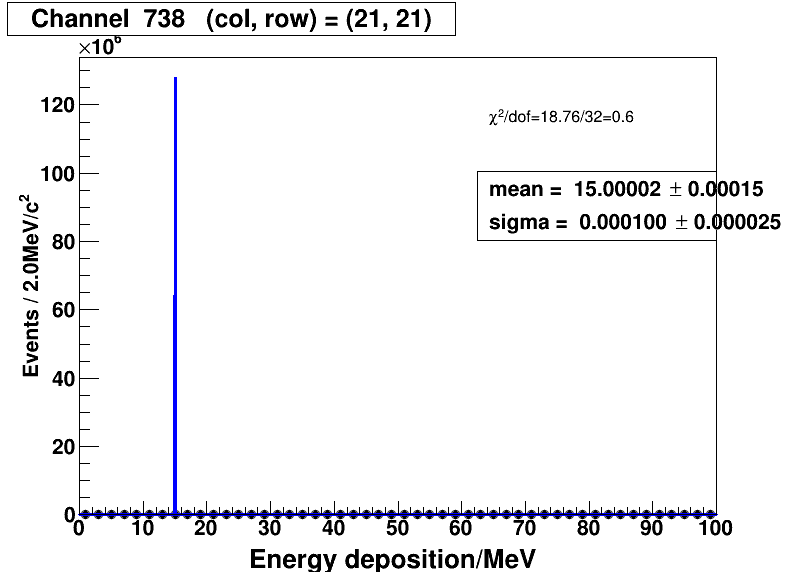 Channel 738 (col, row) = (21, 21)
×10⁶
χ²/dof=18.76/32=0.6
mean = 15.00002 ± 0.00015
sigma = 0.000100 ± 0.000025
Events / 2.0MeV/c²
120
100
80
60
40
20
0
0 10 20 30 40 50 60 70 80 90 100
Energy deposition/MeV